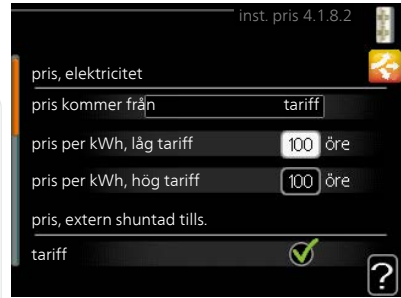 inst. pris 4.1.8.2
pris, elektricitet
pris kommer från tariff
pris per kWh, låg tariff 100 öre
pris per kWh, hög tariff 100 öre
pris, extern shuntad tills.
tariff
?